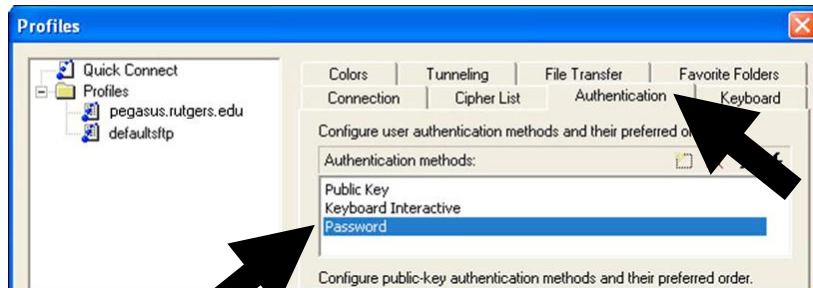 Profiles
Quick Connect
Profiles
pegasus.rutgers.edu
defaultsftp
Colors
Tunneling
File Transfer
Favorite Folders
Connection
Cipher List
Authentication
Keyboard
Configure user authentication methods and their preferred
Authentication methods:
Public Key
Keyboard Interactive
Password
Configure public-key authentication methods and their preferred order.